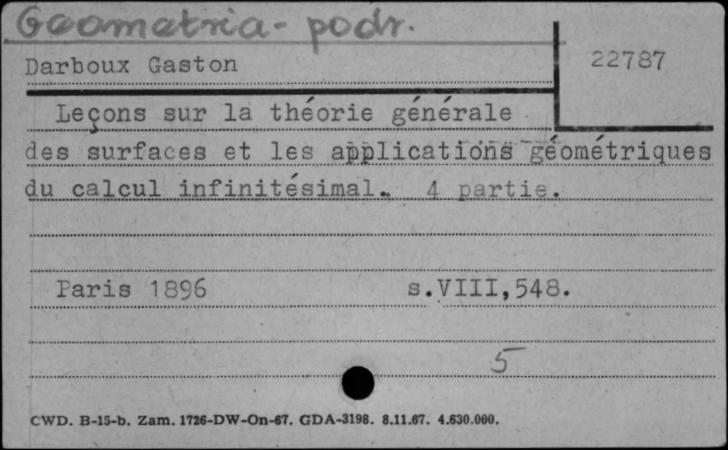 Geometria - podr.
Darboux Gaston
22787
Leçons sur la théorie générale
des surfaces et les applications géométriques
du calcul infinitésimal. 4 partie.
Paris 1896 s.VIII,548.
5
CWD. B-15-b. Zam. 1726-DW-On-67. GDA-3198. 8.11.67. 4.630.000.